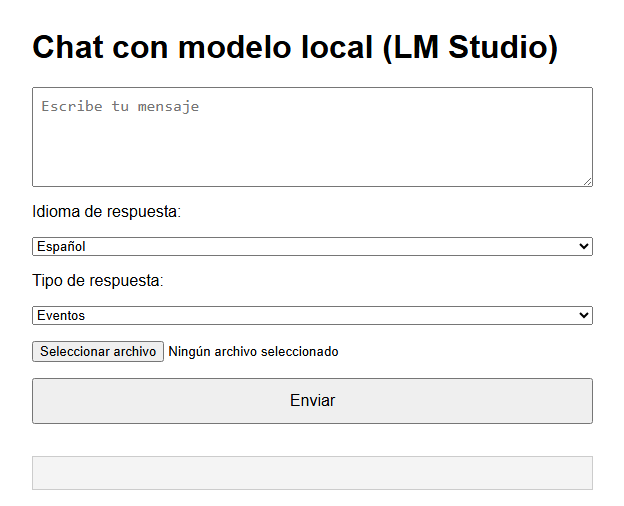 Chat con modelo local (LM Studio)
Escribe tu mensaje
Idioma de respuesta:
Español
Tipo de respuesta:
Eventos
Seleccionar archivo Ningún archivo seleccionado
Enviar